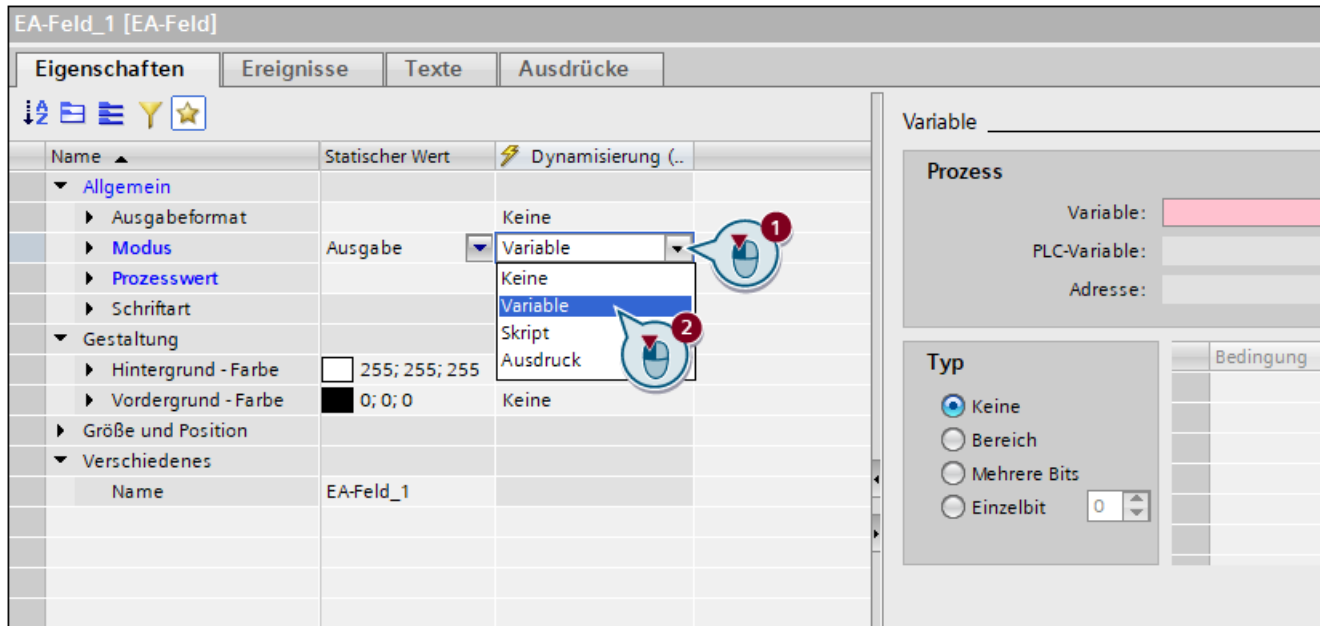 EA-Feld_1 [EA-Feld]
Eigenschaften Ereignisse Texte Ausdrücke
Name Statischer Wert Dynamisierung (..
Allgemein
Ausgabeformat Keine
Modus Ausgabe Variable
1
Prozesswert Keine
Variable
Schriftart Skript
2
Gestaltung Ausdruck
Hintergrund - Farbe 255; 255; 255
Vordergrund - Farbe 0; 0; 0 Keine
Größe und Position
Verschiedenes
Name EA-Feld_1
Variable
Prozess
Variable:
PLC-Variable:
Adresse:
Typ
Keine
Bereich
Mehrere Bits
Einzelbit 0
Bedingung